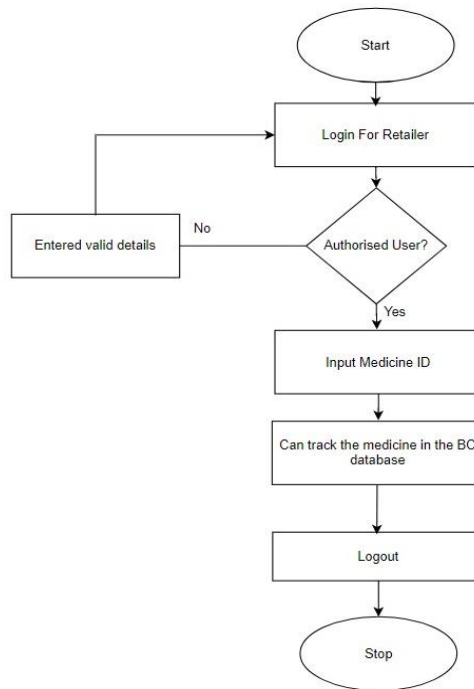 Start
Login For Retailer
Entered valid details
No
Authorised User?
Yes
Input Medicine ID
Can track the medicine in the BC
database
Logout
Stop